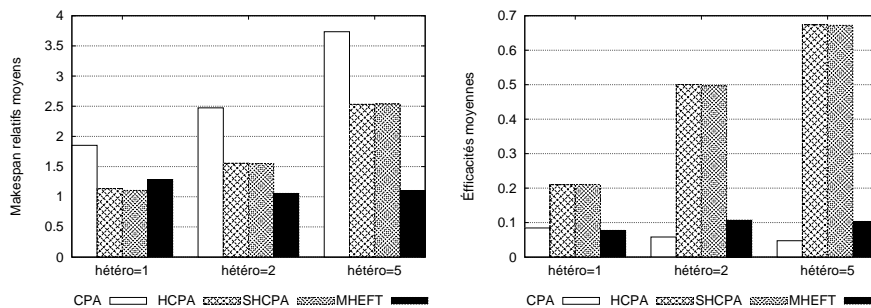 Makespan relatifs moyens
4
3.5
3
2.5
2
1.5
1
0.5
0
hétéro=1 hétéro=2 hétéro=5
CPA HCPA SHCPA MHEFT
Éfficacités moyennes
0.7
0.6
0.5
0.4
0.3
0.2
0.1
0
hétéro=1 hétéro=2 hétéro=5
CPA HCPA SHCPA MHEFT